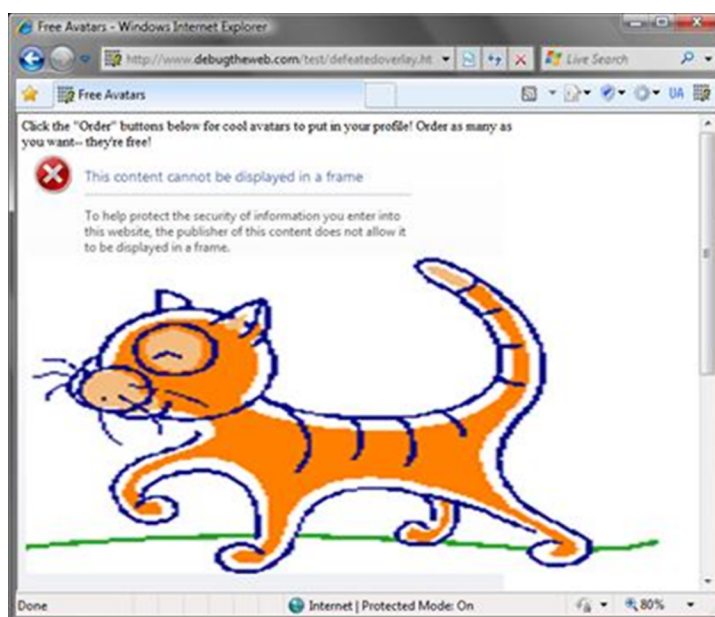 Free Avatars - Windows Internet Explorer
http://www.debugtheweb.com/test/defeatedoverlay.ht
Live Search
Free Avatars
UA
Click the "Order" buttons below for cool avatars to put in your profile! Order as many as
you want-- they're free!
This content cannot be displayed in a frame
To help protect the security of information you enter into
this website, the publisher of this content does not allow it
to be displayed in a frame.
Done
Internet | Protected Mode: On
80%